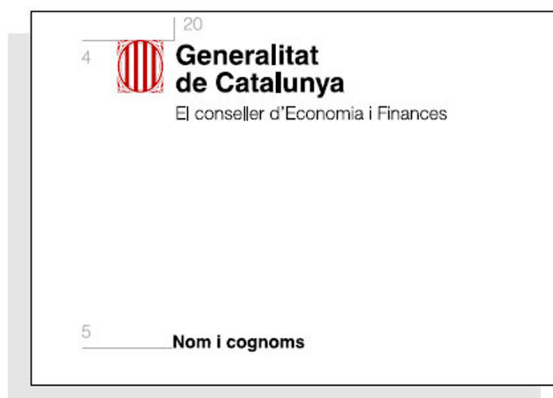 20
4
Generalitat
de Catalunya
El conseller d'Economia i Finances
5
Nom i cognoms